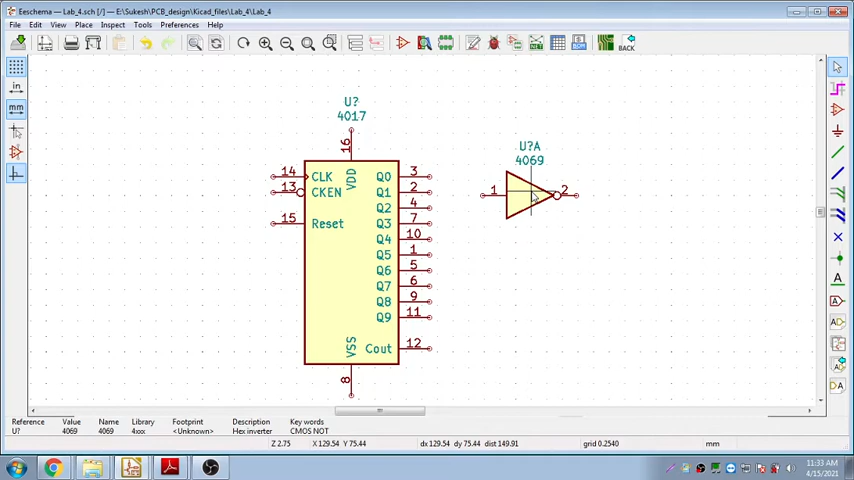 Eeschema — Lab_4.sch [/] — E:\Sukesh\PCB_design\Kicad_files\Lab_4\Lab_4
File Edit View Place Inspect Tools Preferences Help
BACK
in
mm
U?
4017
16
VDD
14 CLK
13 CKEN
15 Reset
Q0 3
Q1 2
Q2 4
Q3 7
Q4 10
Q5 1
Q6 5
Q7 6
Q8 9
Q9 11
Cout 12
VSS
8
U?A
4069
1 2
Reference Value Name Library Footprint Description Key words
U? 4069 4069 4xxx <Unknown> Hex inverter CMOS NOT
Z 2.75 X 129.54 Y 75.44 dx 129.54 dy 75.44 dist 149.91 grid 0.2540 mm
11:33 AM
4/15/2021